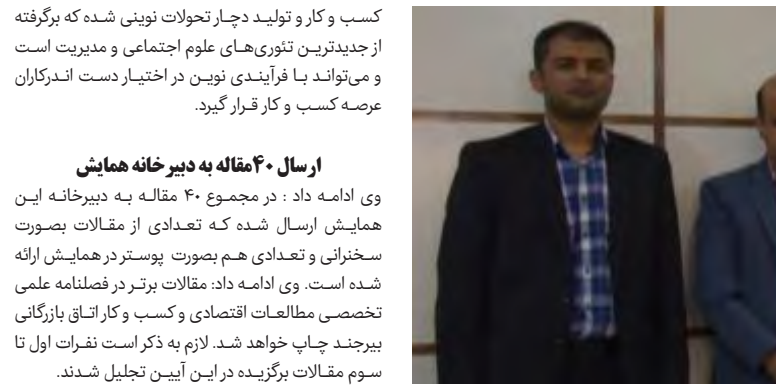 کسب و کار و تولید دچار تحولات نوینی شده که برگرفته
از جدیدترین تئوری‌های علوم اجتماعی و مدیریت است
و می‌تواند با فرآیندی نوین در اختیار دست اندرکاران
عرصه کسب و کار قرار گیرد.
ارسال ۴۰مقاله به دبیرخانه همایش
وی ادامه داد : در مجموع ۴۰ مقاله به دبیرخانه این
همایش ارسال شده که تعدادی از مقالات بصورت
سخنرانی و تعدادی هم بصورت پوستر در همایش ارائه
شده است. وی ادامه داد: مقالات برتر در فصلنامه علمی
تخصصی مطالعات اقتصادی و کسب و کار اتاق بازرگانی
بیرجند چاپ خواهد شد. لازم به ذکر است نفرات اول تا
سوم مقالات برگزیده در این آیین تجلیل شدند.